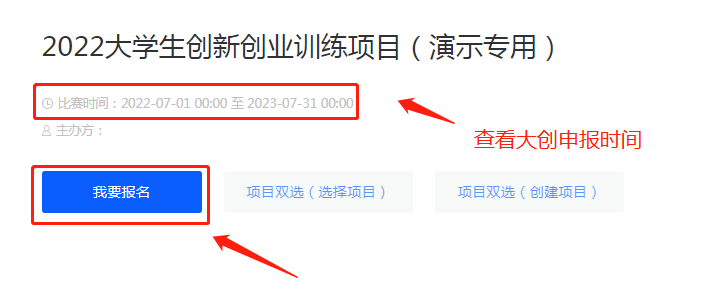 2022大学生创新创业训练项目（演示专用）
比赛时间：2022-07-01 00:00 至 2023-07-31 00:00
主办方：
查看大创申报时间
我要报名 项目双选（选择项目） 项目双选（创建项目）